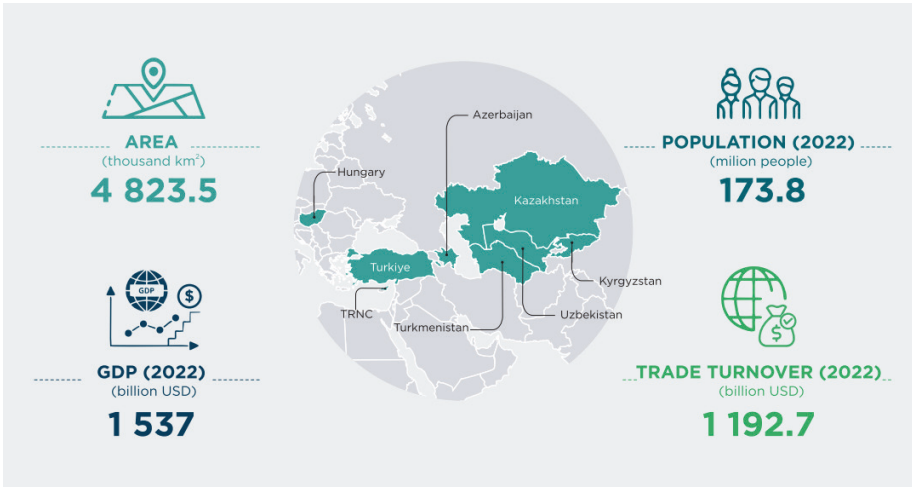 AREA
(thousand km²)
4 823.5
GDP
$
GDP (2022)
(billion USD)
1 537
Azerbaijan
Hungary
Kazakhstan
Turkiye
Kyrgyzstan
TRNC
Uzbekistan
Turkmenistan
POPULATION (2022)
(milion people)
173.8
$
TRADE TURNOVER (2022)
(billion USD)
1 192.7